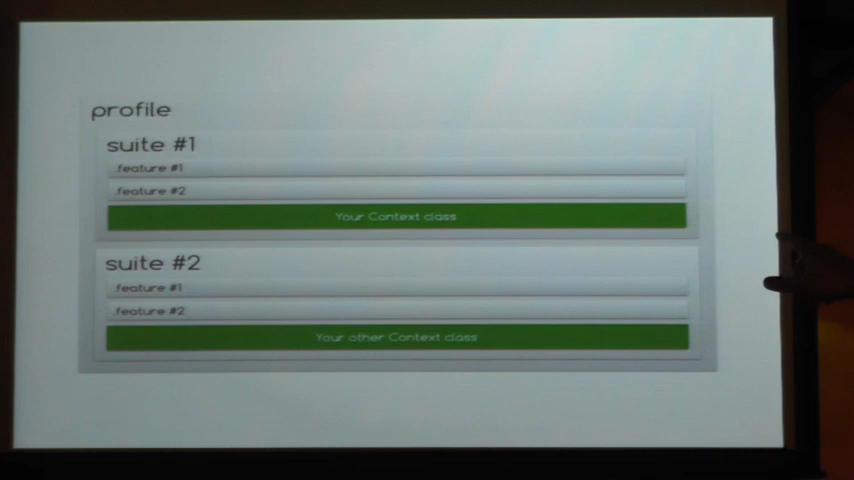 profile
suite #1
.feature #1
.feature #2
Your Context class
suite #2
.feature #1
.feature #2
Your other Context class